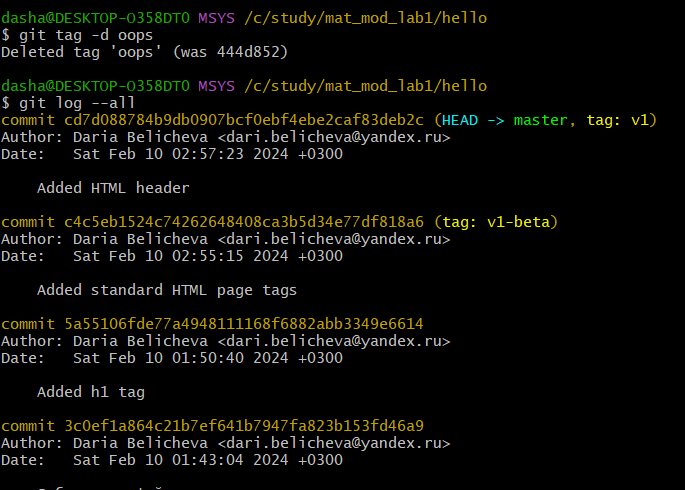 dasha@DESKTOP-O358DT0 MSYS /c/study/mat_mod_lab1/hello
$ git tag -d oops
Deleted tag 'oops' (was 444d852)
dasha@DESKTOP-O358DT0 MSYS /c/study/mat_mod_lab1/hello
$ git log --all
commit cd7d088784b9db0907bcf0ebf4ebe2caf83deb2c (HEAD -> master, tag: v1)
Author: Daria Belicheva <dari.belicheva@yandex.ru>
Date:   Sat Feb 10 02:57:23 2024 +0300
    Added HTML header
commit c4c5eb1524c74262648408ca3b5d34e77df818a6 (tag: v1-beta)
Author: Daria Belicheva <dari.belicheva@yandex.ru>
Date:   Sat Feb 10 02:55:15 2024 +0300
    Added standard HTML page tags
commit 5a55106fde77a4948111168f6882abb3349e6614
Author: Daria Belicheva <dari.belicheva@yandex.ru>
Date:   Sat Feb 10 01:50:40 2024 +0300
    Added h1 tag
commit 3c0ef1a864c21b7ef641b7947fa823b153fd46a9
Author: Daria Belicheva <dari.belicheva@yandex.ru>
Date:   Sat Feb 10 01:43:04 2024 +0300